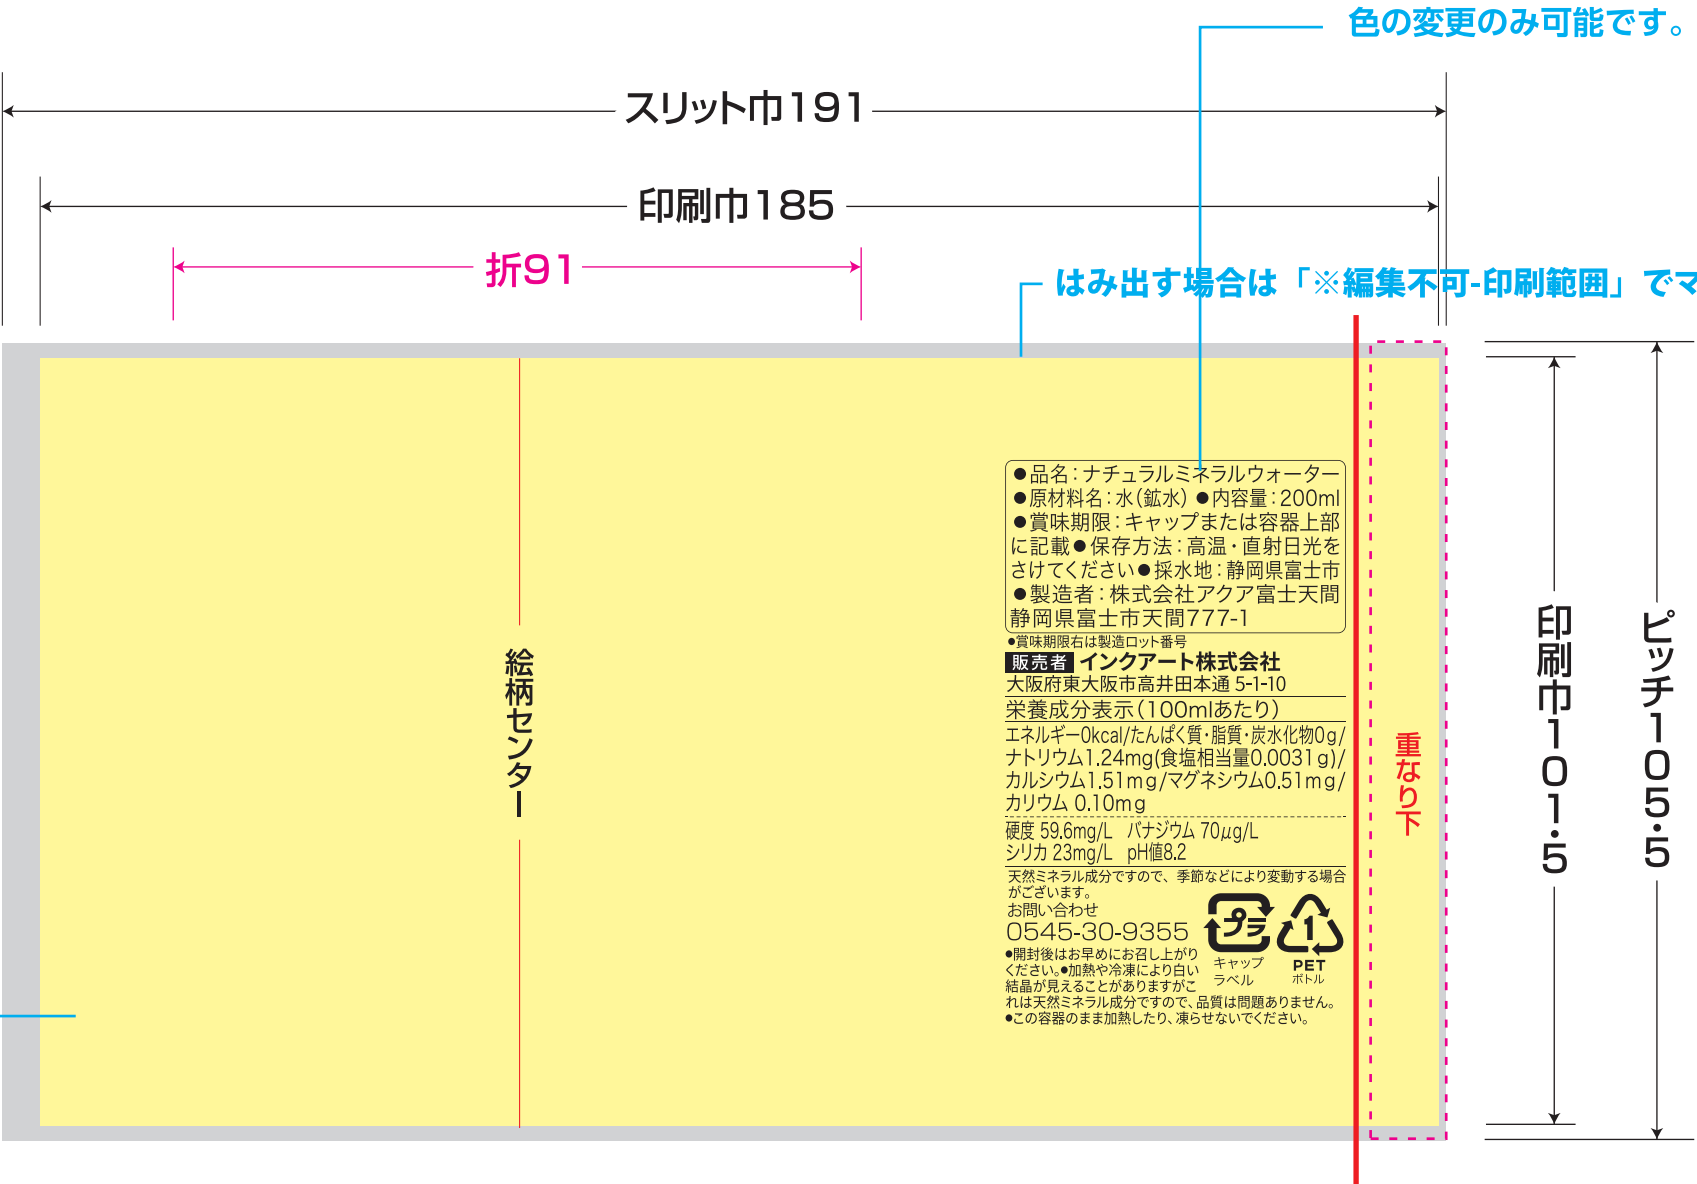 色の変更のみ可能です。
スリット巾191
印刷巾185
折91
はみ出す場合は「※編集不可-印刷範囲」でマ
●品名：ナチュラルミネラルウォーター
●原材料名：水（鉱水）●内容量：200ml
●賞味期限：キャップまたは容器上部
に記載●保存方法：高温・直射日光を
さけてください●採水地：静岡県富士市
●製造者：株式会社アクア富士天間
静岡県富士市天間777-1
●賞味期限右は製造ロット番号
販売者 インクアート株式会社
大阪府東大阪市高井田本通 5-1-10
栄養成分表示（100mlあたり）
エネルギー0kcal/たんぱく質・脂質・炭水化物0g/
ナトリウム1.24mg(食塩相当量0.0031g)/
カルシウム1.51mg/マグネシウム0.51mg/
カリウム 0.10mg
硬度 59.6mg/L　バナジウム 70μg/L
シリカ 23mg/L　pH値8.2
天然ミネラル成分ですので、季節などにより変動する場合
がございます。
お問い合わせ
0545-30-9355
●開封後はお早めにお召し上がり
ください。●加熱や冷凍により白い
結晶が見えることがありますがこ
れは天然ミネラル成分ですので、品質は問題ありません。
●この容器のまま加熱したり、凍らせないでください。
プラ
キャップ
ラベル
1
PET
ボトル
絵柄センター
重なり下
印刷巾101・5
ピッチ105・5